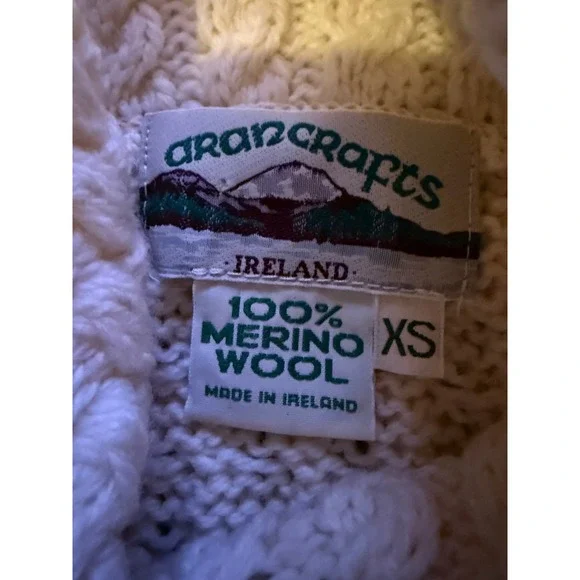 aranCrafts
· IRELAND ·
100%
MERINO
WOOL
XS
MADE IN IRELAND